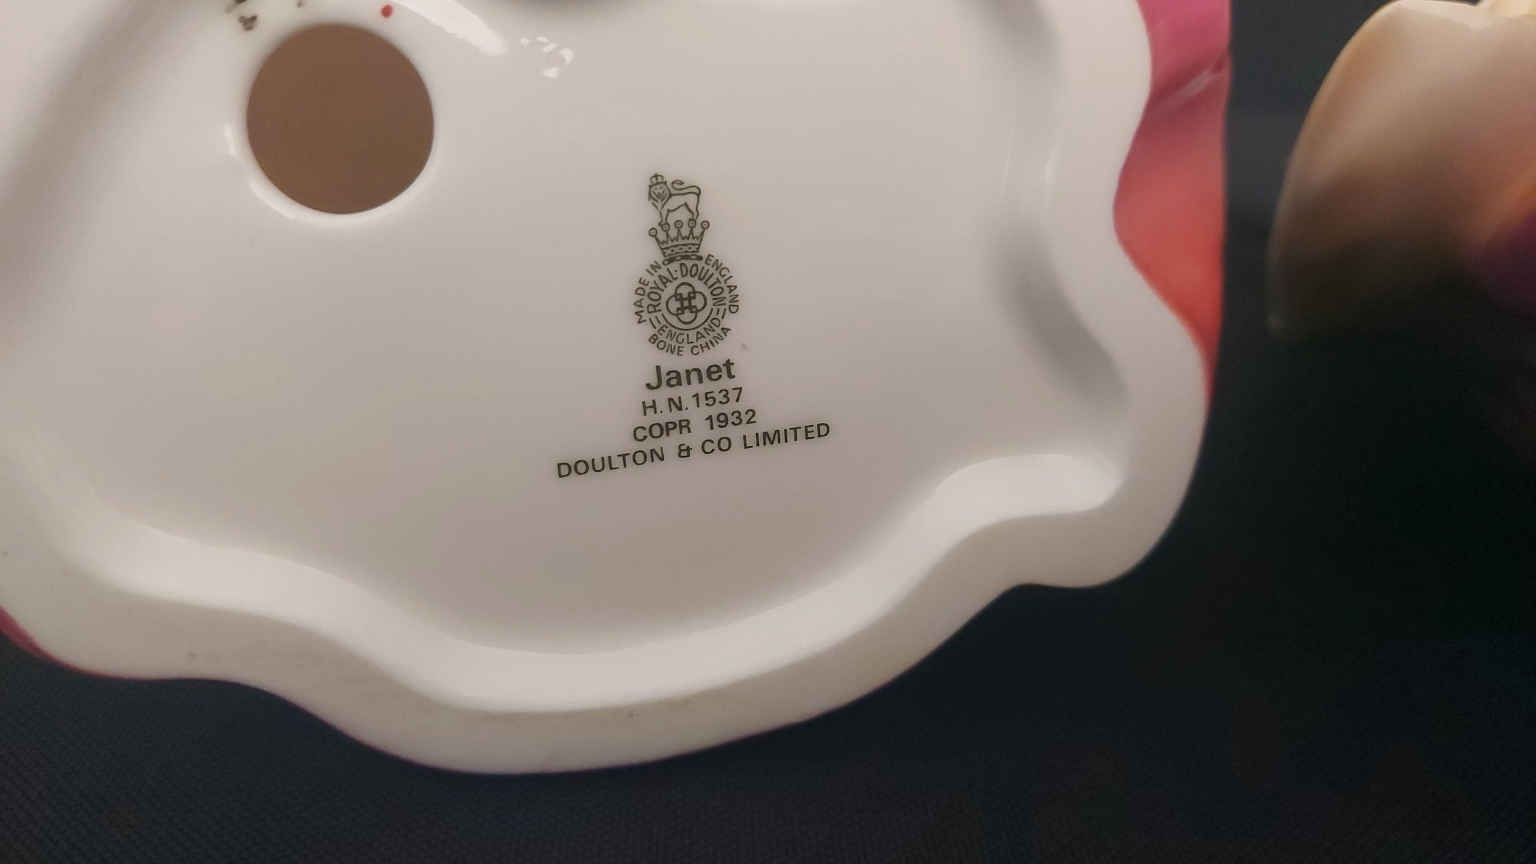 MADE IN ENGLAND
ROYAL·DOULTON
ENGLAND
BONE CHINA
Janet
H.N.1537
COPR 1932
DOULTON & CO LIMITED